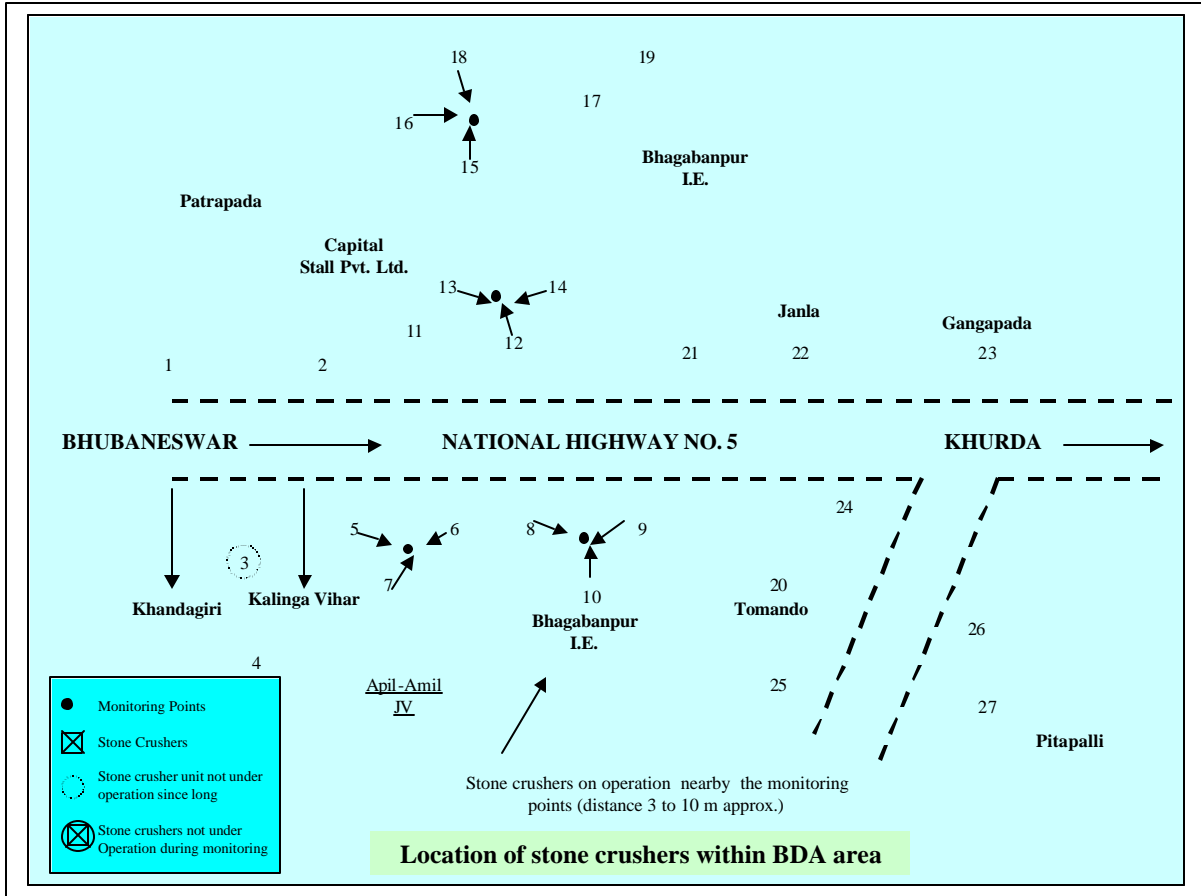 18
19
17
16
15
Bhagabanpur
I.E.
Patrapada
Capital
Stall Pvt. Ltd.
13
14
11
12
Janla
Gangapada
1
2
21
22
23
BHUBANESWAR
NATIONAL HIGHWAY NO. 5
KHURDA
24
5
6
8
9
3
7
10
20
Khandagiri
Kalinga Vihar
Bhagabanpur
I.E.
Tomando
26
4
Apil-Amil
JV
25
27
Pitapalli
Monitoring Points
Stone Crushers
Stone crusher unit not under
operation since long
Stone crushers not under
Operation during monitoring
Stone crushers on operation nearby the monitoring
points (distance 3 to 10 m approx.)
Location of stone crushers within BDA area